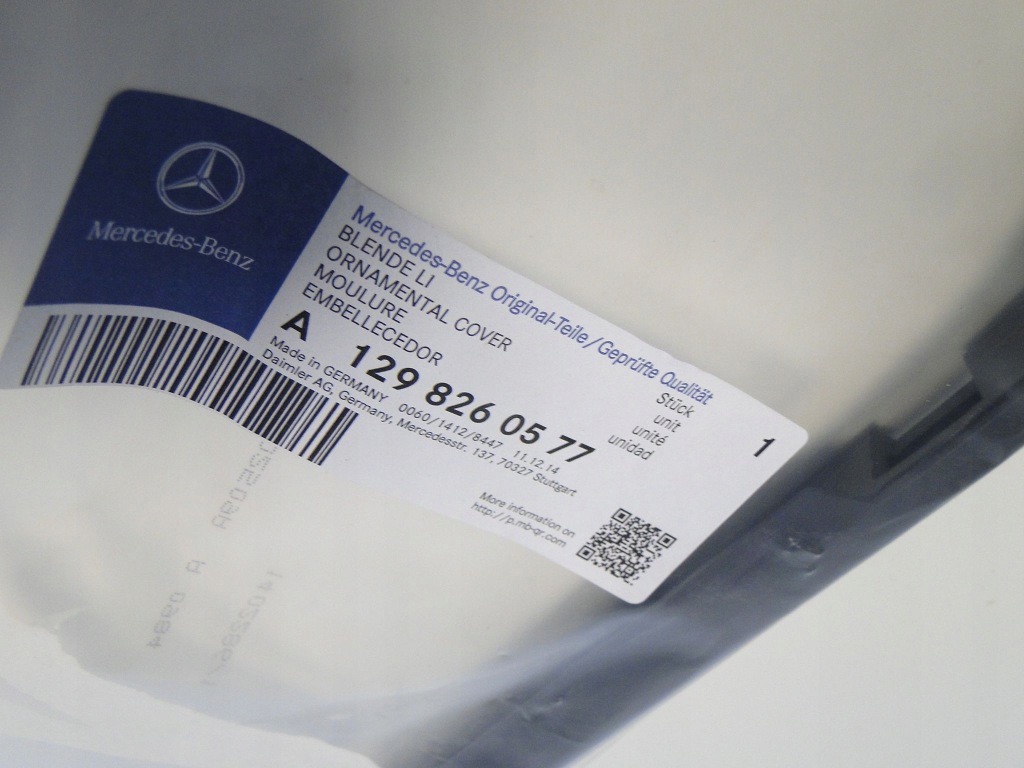 Mercedes-Benz
Mercedes-Benz Original-Teile/Geprüfte Qualität
BLENDE LI
ORNAMENTAL COVER
MOULURE
EMBELLECEDOR
Stück
unit
unité
unidad
1
A 129 826 05 77
Made in GERMANY 0060/1412/8447 11.12.14
Daimler AG, Germany, Mercedesstr. 137, 70327 Stuttgart
More information on
http://p.mb-qr.com